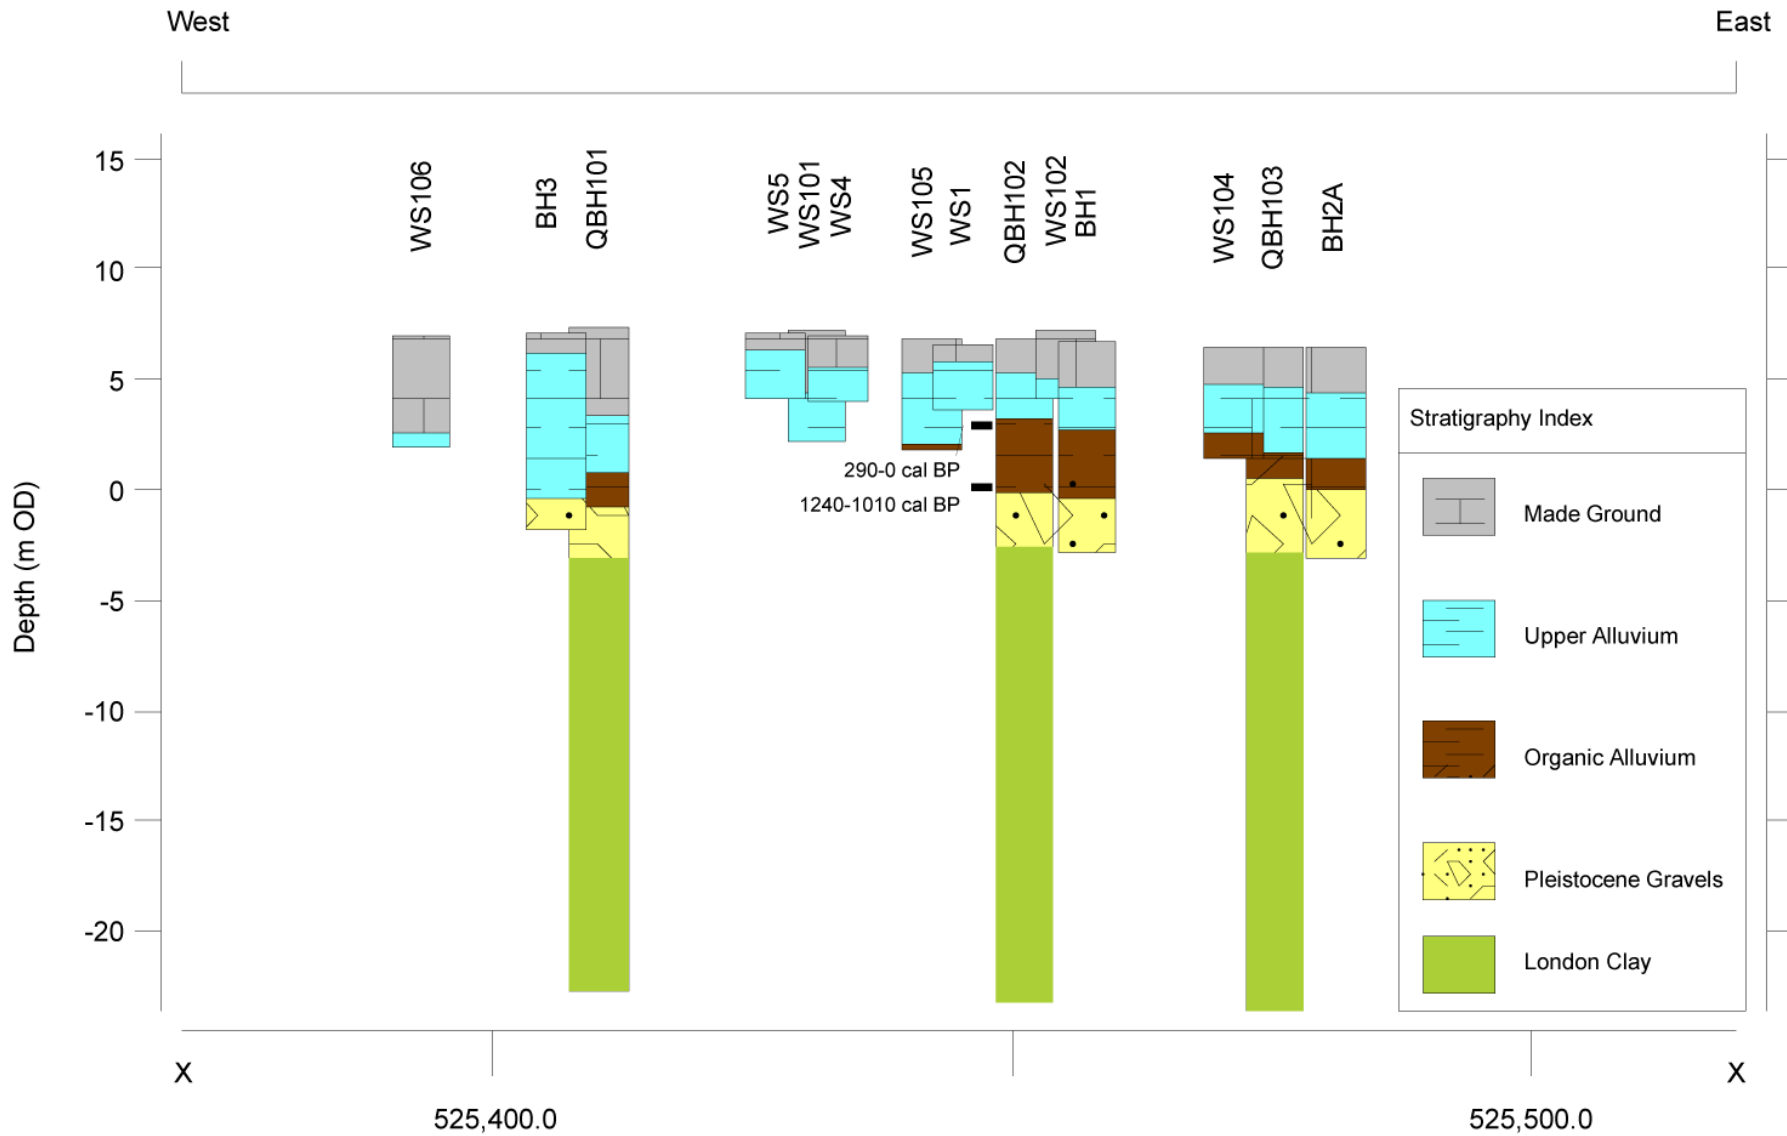 West
East
WS106
BH3
QBH101
WS5
WS101
WS4
WS105
WS1
QBH102
WS102
BH1
WS104
QBH103
BH2A
15
10
5
0
-5
-10
-15
-20
Depth (m OD)
290-0 cal BP
1240-1010 cal BP
Stratigraphy Index
Made Ground
Upper Alluvium
Organic Alluvium
Pleistocene Gravels
London Clay
X
X
525,400.0
525,500.0